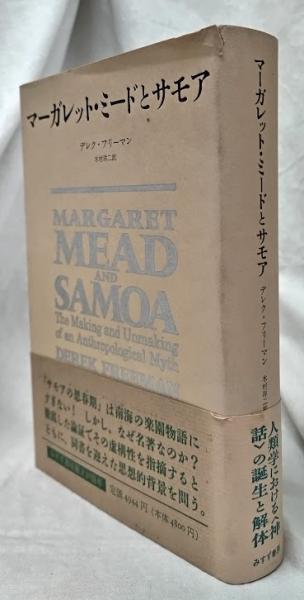 マーガレット・ミードとサモア
デレク・フリーマン
木村洋二訳
MARGARET
MEAD
AND
SAMOA
The Making and Unmaking
of an Anthropological Myth
DEREK FREEMAN
『サモアの思春期』は南海の楽園物語に
すぎない! しかし、なぜ名著なのか?
徹底した論証でその虚構性を指摘すると
ともに、同書を迎えた思想的背景を問う。
定価4944円(本体4800円)
マーガレット・ミードとサモア
デレク・フリーマン
木村洋二訳
人類学における〈神
話〉の誕生と解体
みすず書房